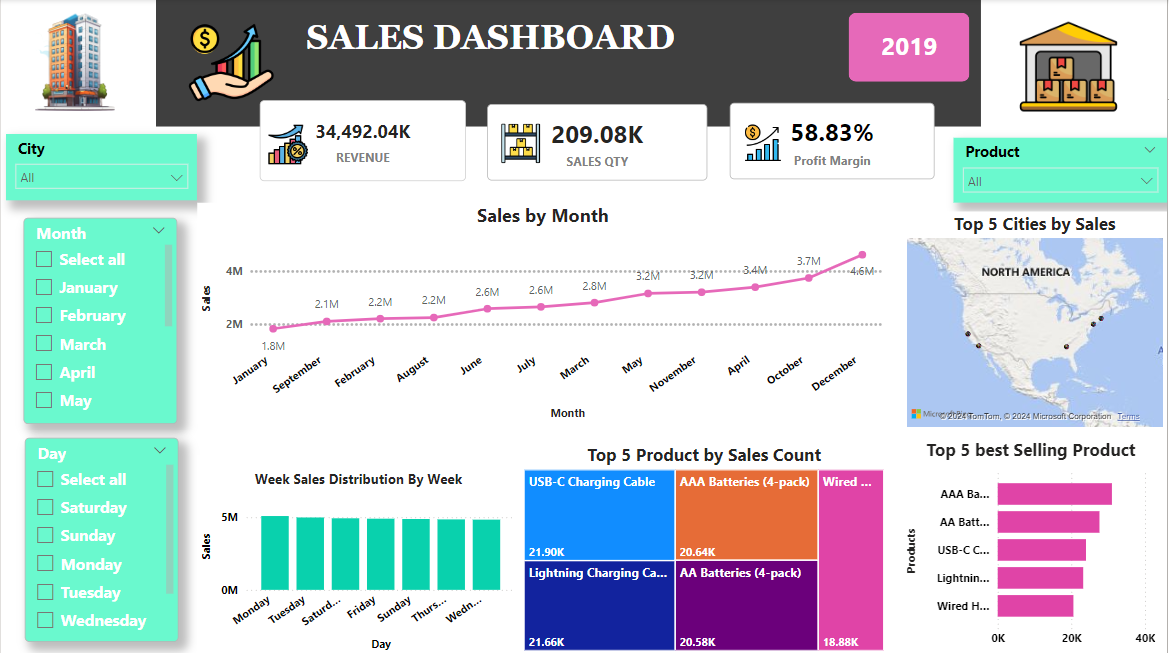 SALES DASHBOARD
2019
34,492.04K
REVENUE
209.08K
SALES QTY
58.83%
Profit Margin
City
All
Product
All
Month
Select all
January
February
March
April
May
Day
Select all
Saturday
Sunday
Monday
Tuesday
Wednesday
Sales by Month
Sales
4M
2M
1.8M
2.1M
2.2M
2.2M
2.6M
2.6M
2.8M
3.2M
3.2M
3.4M
3.7M
4.6M
January
September
February
August
June
July
March
May
November
April
October
December
Month
Top 5 Cities by Sales
NORTH AMERICA
© 2024 TomTom, © 2024 Microsoft Corporation Terms
Week Sales Distribution By Week
Sales
5M
0M
Monday
Tuesday
Saturd...
Friday
Sunday
Thurs...
Wedn...
Day
Top 5 Product by Sales Count
USB-C Charging Cable
21.90K
Lightning Charging Ca...
21.66K
AAA Batteries (4-pack)
20.64K
AA Batteries (4-pack)
20.58K
Wired ...
18.88K
Top 5 best Selling Product
Products
AAA Ba...
AA Batt...
USB-C C...
Lightnin...
Wired H...
0K
20K
40K